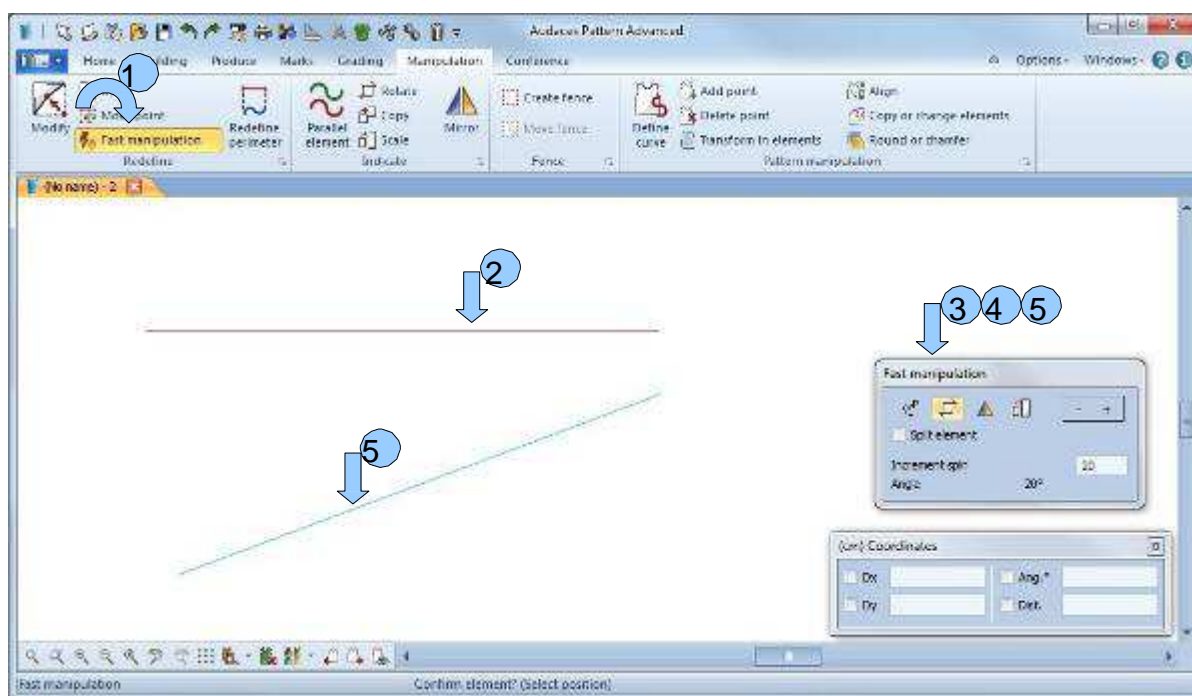 Audaces Pattern Advanced
Home Produce Marks Grading Manipulation Conference Options Windows
1
Modify
Fast manipulation
Redefine perimeter
Redefine
Parallel element
Rotate
Copy
Scale
Mirror
Indicate
Create fence
Move fence
Fence
Define curve
Add point
Delete point
Transform in elements
Align
Copy or change elements
Round or chamfer
Pattern manipulation
(No name) - 2
2
3 4 5
5
Fast manipulation
- +
Split element
Increment spin 20
Angle 20°
(cm) Coordinates
Dx Ang.°
Dy Dist.
Fast manipulation Confirm element? (Select position)